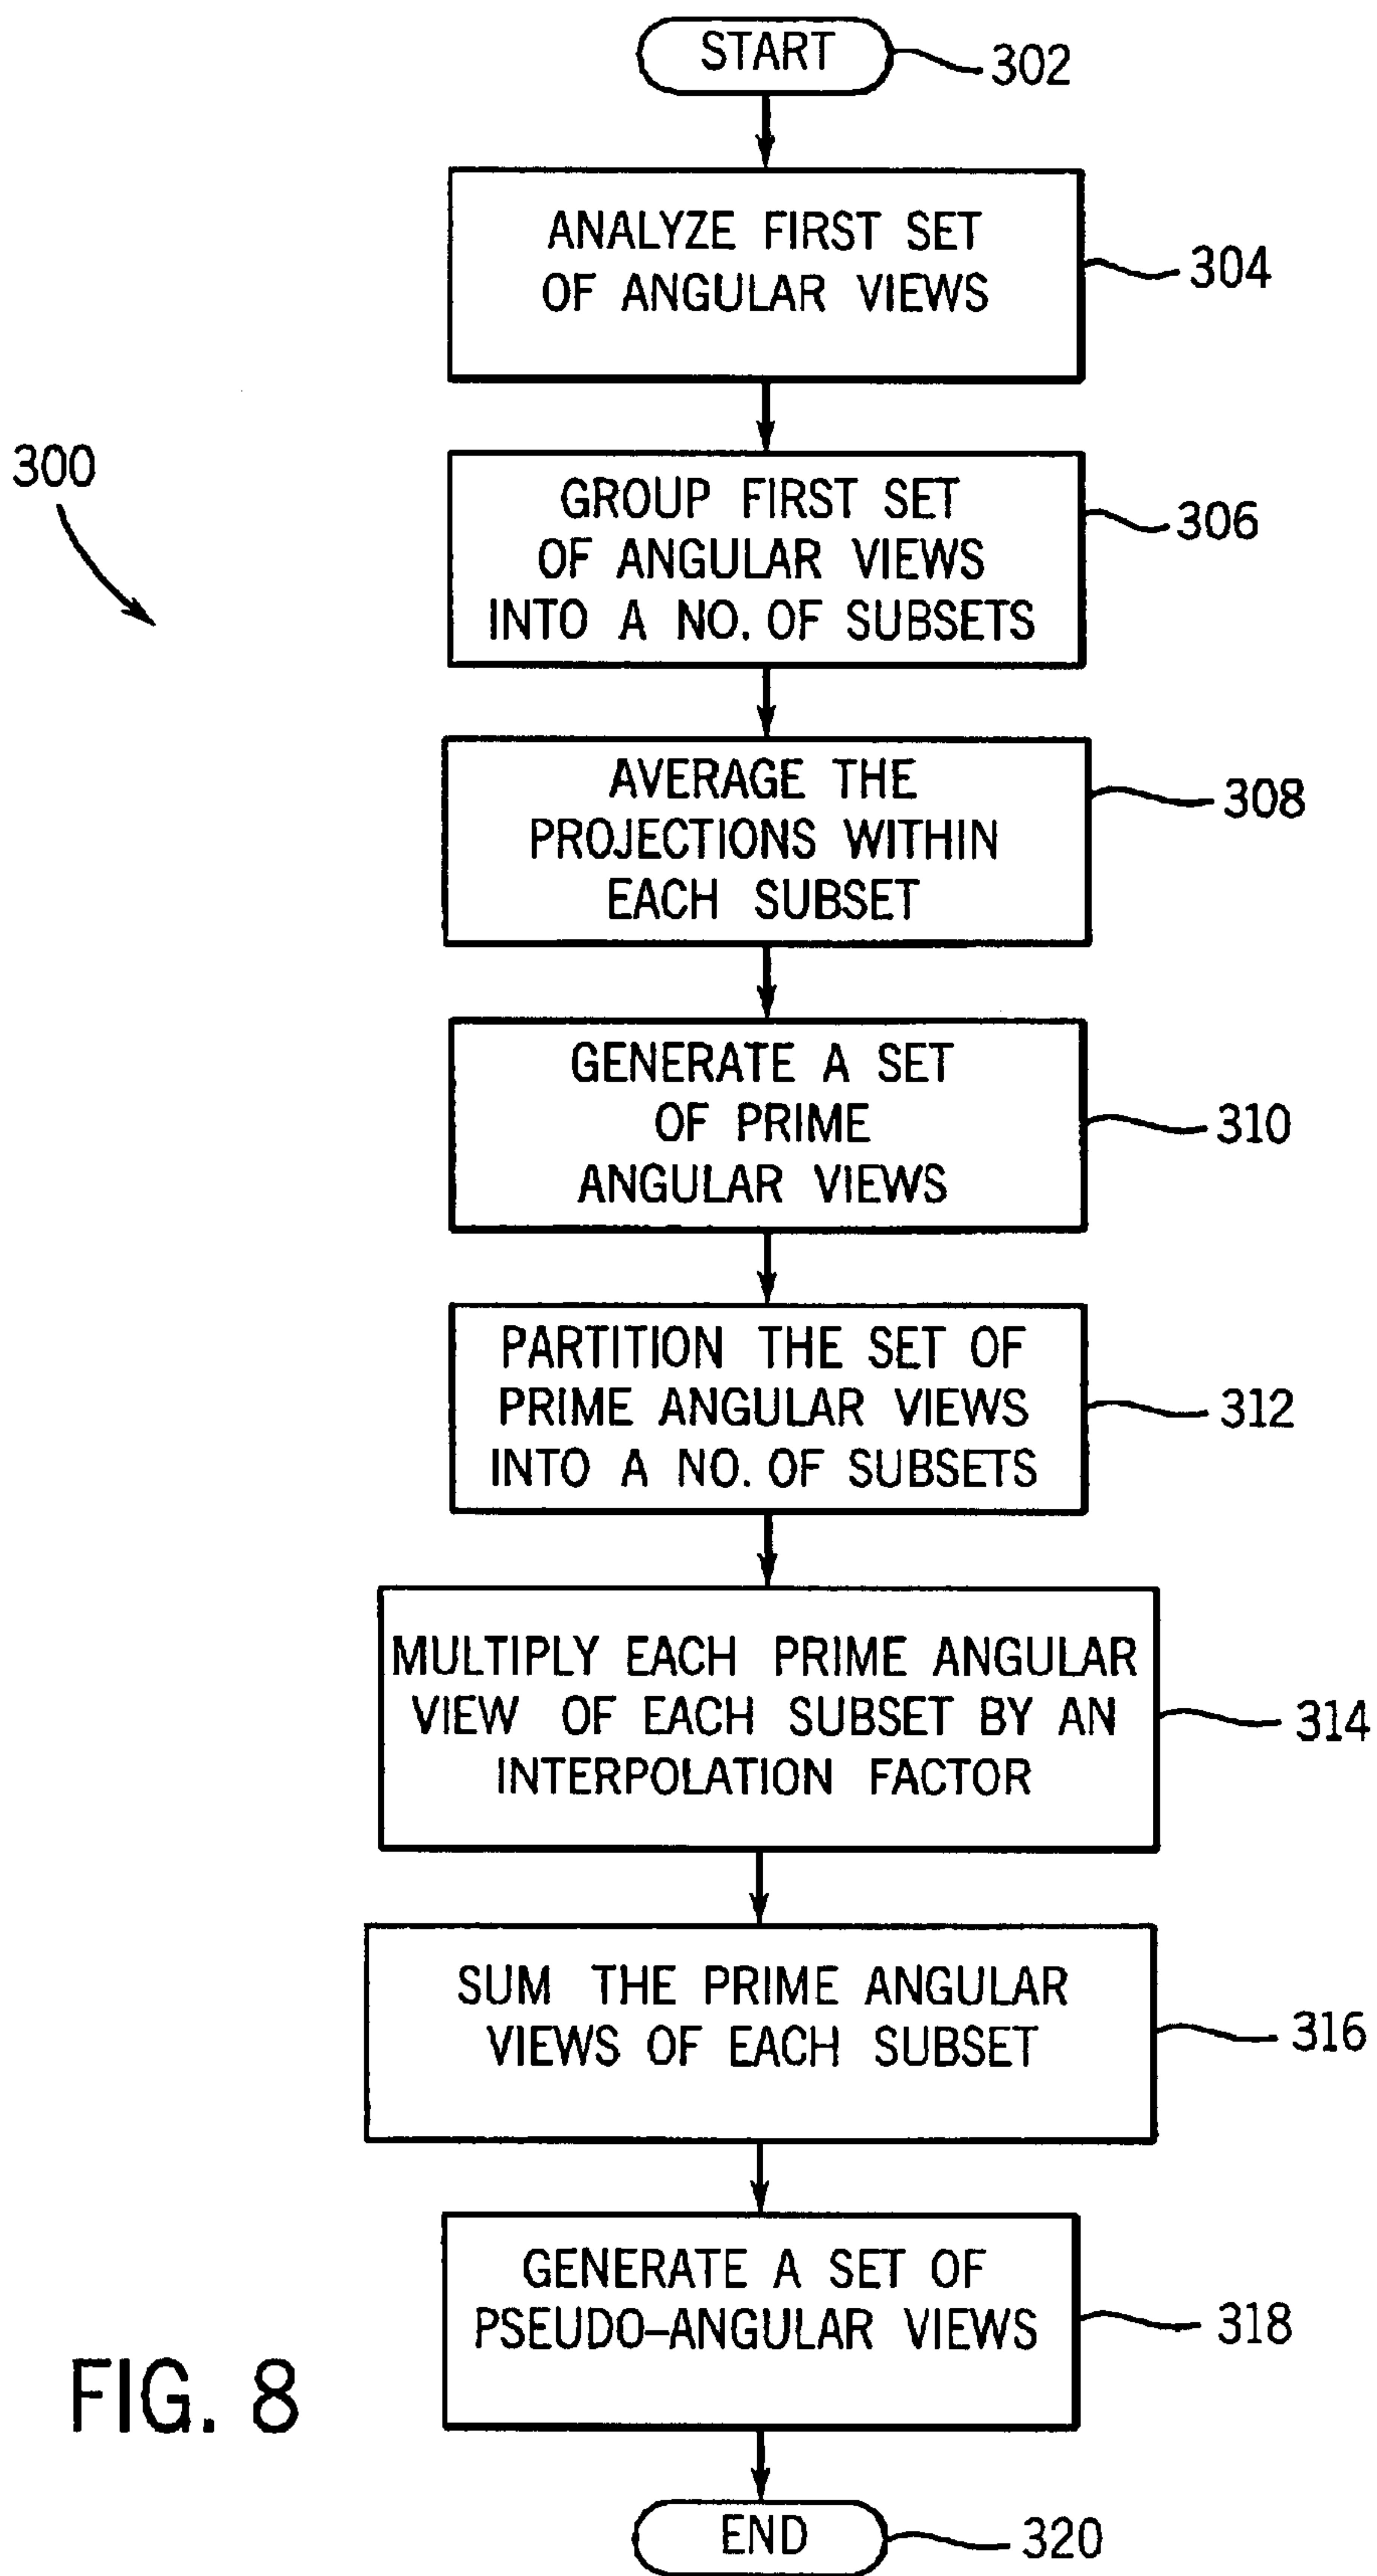 START
302
ANALYZE FIRST SET
OF ANGULAR VIEWS
304
300
GROUP FIRST SET
OF ANGULAR VIEWS
INTO A NO. OF SUBSETS
306
AVERAGE THE
PROJECTIONS WITHIN
EACH SUBSET
308
GENERATE A SET
OF PRIME
ANGULAR VIEWS
310
PARTITION THE SET OF
PRIME ANGULAR VIEWS
INTO A NO. OF SUBSETS
312
MULTIPLY EACH PRIME ANGULAR
VIEW OF EACH SUBSET BY AN
INTERPOLATION FACTOR
314
SUM THE PRIME ANGULAR
VIEWS OF EACH SUBSET
316
GENERATE A SET OF
PSEUDO-ANGULAR VIEWS
318
FIG. 8
END
320